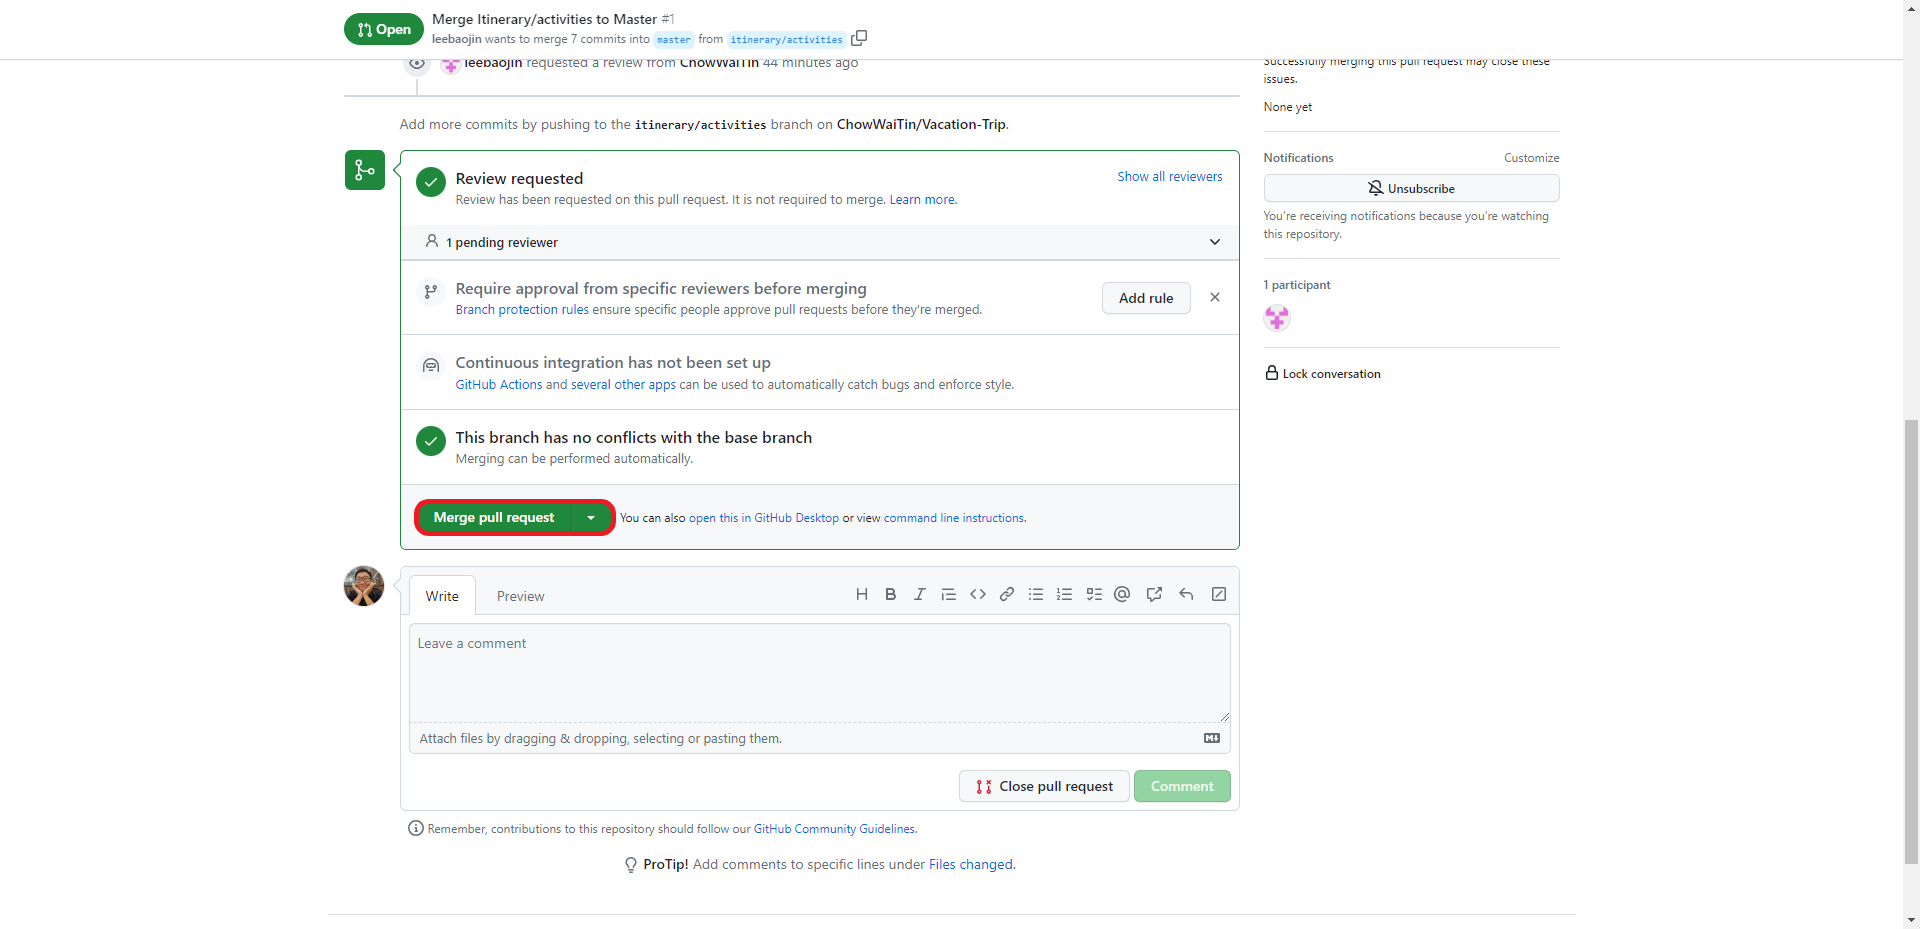 Open
Merge Itinerary/activities to Master #1
leebaojin wants to merge 7 commits into master from itinerary/activities
leebaojin requested a review from ChowWaiTin 44 minutes ago
Add more commits by pushing to the itinerary/activities branch on ChowWaiTin/Vacation-Trip.
Review requested
Show all reviewers
Review has been requested on this pull request. It is not required to merge. Learn more.
1 pending reviewer
Require approval from specific reviewers before merging
Branch protection rules ensure specific people approve pull requests before they're merged.
Add rule
Continuous integration has not been set up
GitHub Actions and several other apps can be used to automatically catch bugs and enforce style.
This branch has no conflicts with the base branch
Merging can be performed automatically.
Merge pull request
You can also open this in GitHub Desktop or view command line instructions.
Write
Preview
Leave a comment
Attach files by dragging & dropping, selecting or pasting them.
Close pull request
Comment
Remember, contributions to this repository should follow our GitHub Community Guidelines.
ProTip! Add comments to specific lines under Files changed.
Successfully merging this pull request may close these
issues.
None yet
Notifications
Customize
Unsubscribe
You're receiving notifications because you're watching
this repository.
1 participant
Lock conversation